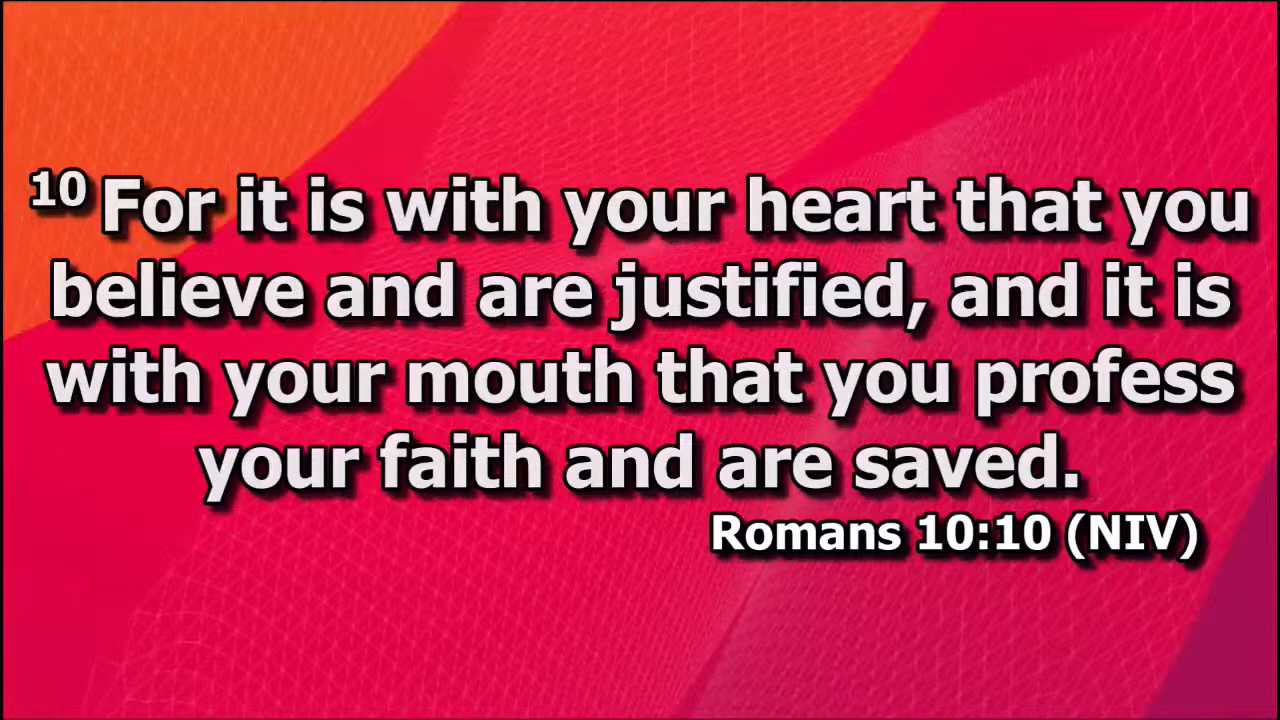 10 For it is with your heart that you
believe and are justified, and it is
with your mouth that you profess
your faith and are saved.
Romans 10:10 (NIV)